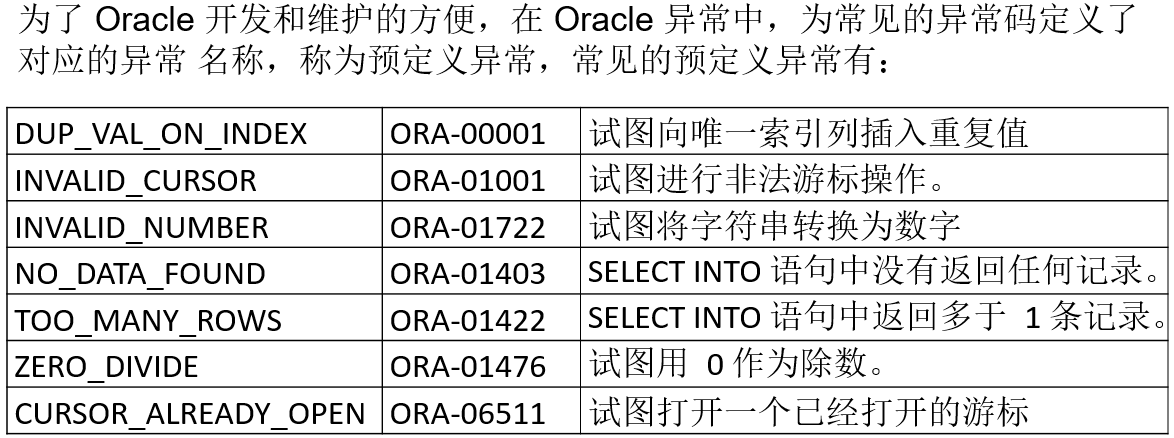 为了 Oracle 开发和维护的方便，在 Oracle 异常中，为常见的异常码定义了
对应的异常 名称，称为预定义异常，常见的预定义异常有：
DUP_VAL_ON_INDEX ORA-00001 试图向唯一索引列插入重复值
INVALID_CURSOR ORA-01001 试图进行非法游标操作。
INVALID_NUMBER ORA-01722 试图将字符串转换为数字
NO_DATA_FOUND ORA-01403 SELECT INTO 语句中没有返回任何记录。
TOO_MANY_ROWS ORA-01422 SELECT INTO 语句中返回多于 1 条记录。
ZERO_DIVIDE ORA-01476 试图用 0 作为除数。
CURSOR_ALREADY_OPEN ORA-06511 试图打开一个已经打开的游标